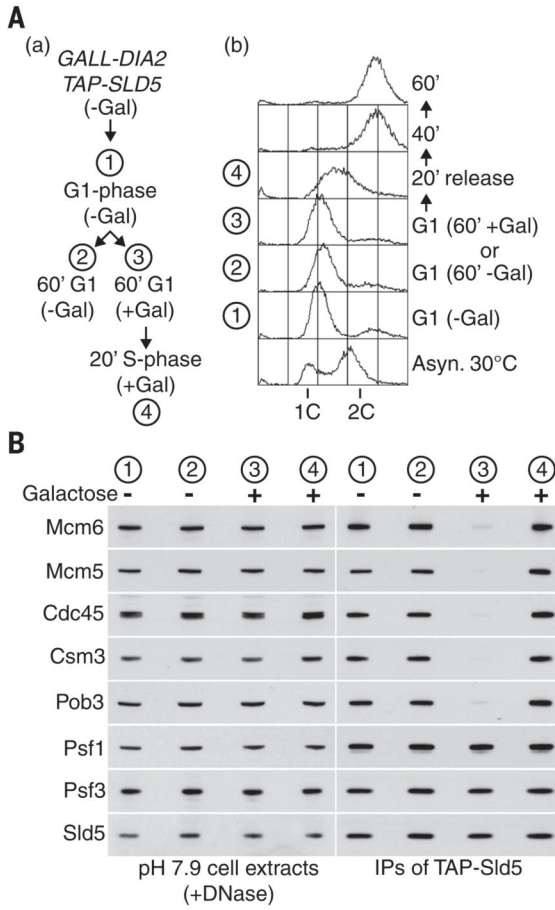 A
(a)
GALL-DIA2
TAP-SLD5
(-Gal)
1
G1-phase
(-Gal)
2 3
60' G1 60' G1
(-Gal) (+Gal)
20' S-phase
(+Gal)
4
(b)
60'
40'
4 20' release
3 G1 (60' +Gal)
or
2 G1 (60' -Gal)
1 G1 (-Gal)
Asyn. 30°C
1C 2C
B
1 2 3 4 1 2 3 4
Galactose - - + + - - + +
Mcm6
Mcm5
Cdc45
Csm3
Pob3
Psf1
Psf3
Sld5
pH 7.9 cell extracts IPs of TAP-Sld5
(+DNase)